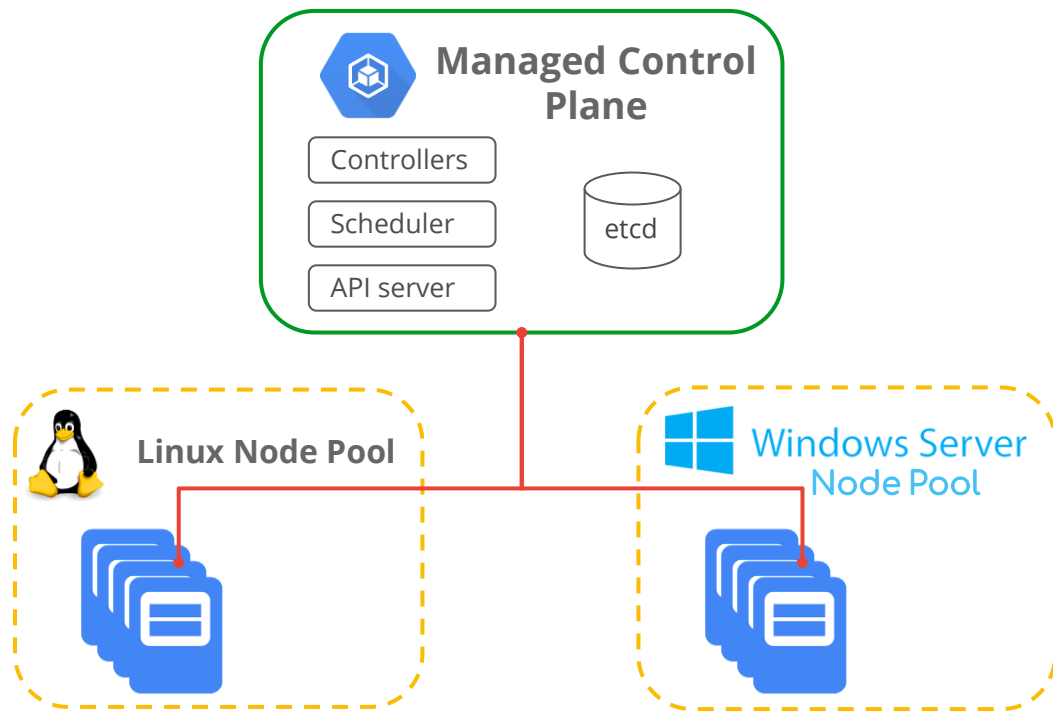 Managed Control
Plane
Controllers
Scheduler
API server
etcd
Linux Node Pool
Windows Server
Node Pool